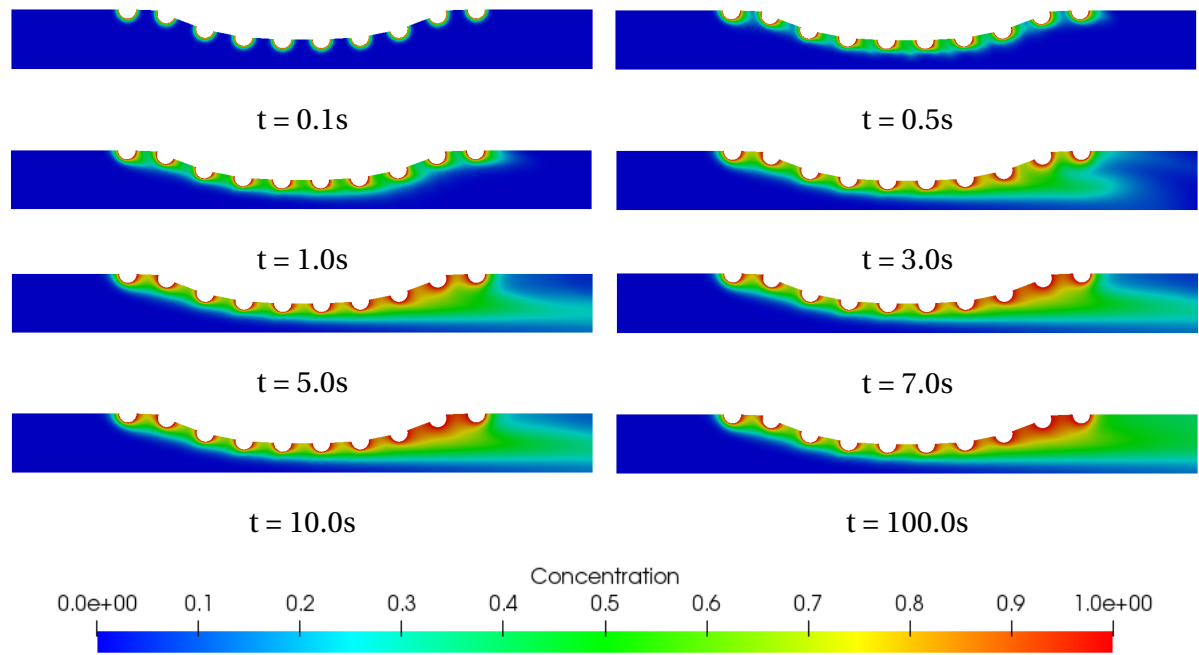 t = 0.1s
t = 0.5s
t = 1.0s
t = 3.0s
t = 5.0s
t = 7.0s
t = 10.0s
t = 100.0s
Concentration
0.0e+00 0.1 0.2 0.3 0.4 0.5 0.6 0.7 0.8 0.9 1.0e+00